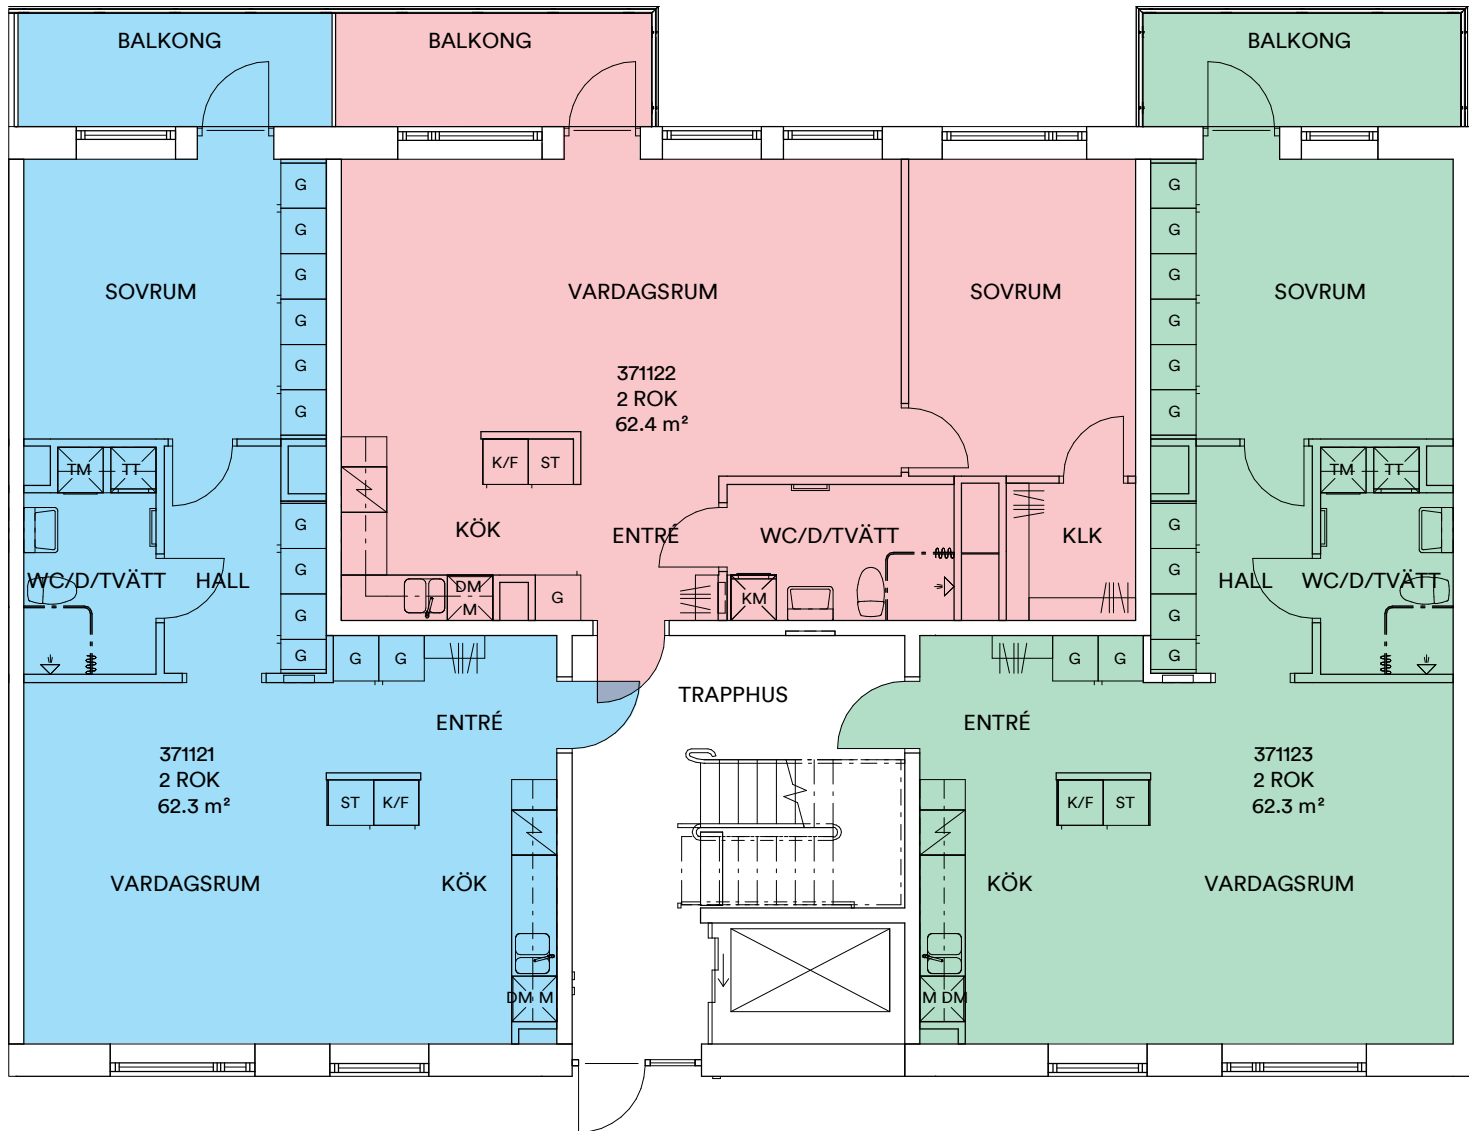 BALKONG
BALKONG
BALKONG
G
G
G
G
G
G
G
G
G
G
G
G
SOVRUM
VARDAGSRUM
SOVRUM
SOVRUM
371122
2 ROK
62.4 m²
TM
TT
K/F
ST
TM
TT
G
G
G
G
G
G
G
G
KÖK
ENTRÉ
WC/D/TVÄTT
KLK
WC/D/TVÄTT
HALL
DM
M
G
KM
HALL
WC/D/TVÄTT
G
G
G
G
ENTRÉ
TRAPPHUS
ENTRÉ
371121
2 ROK
62.3 m²
ST
K/F
371123
2 ROK
62.3 m²
K/F
ST
VARDAGSRUM
KÖK
KÖK
VARDAGSRUM
DM M
M DM